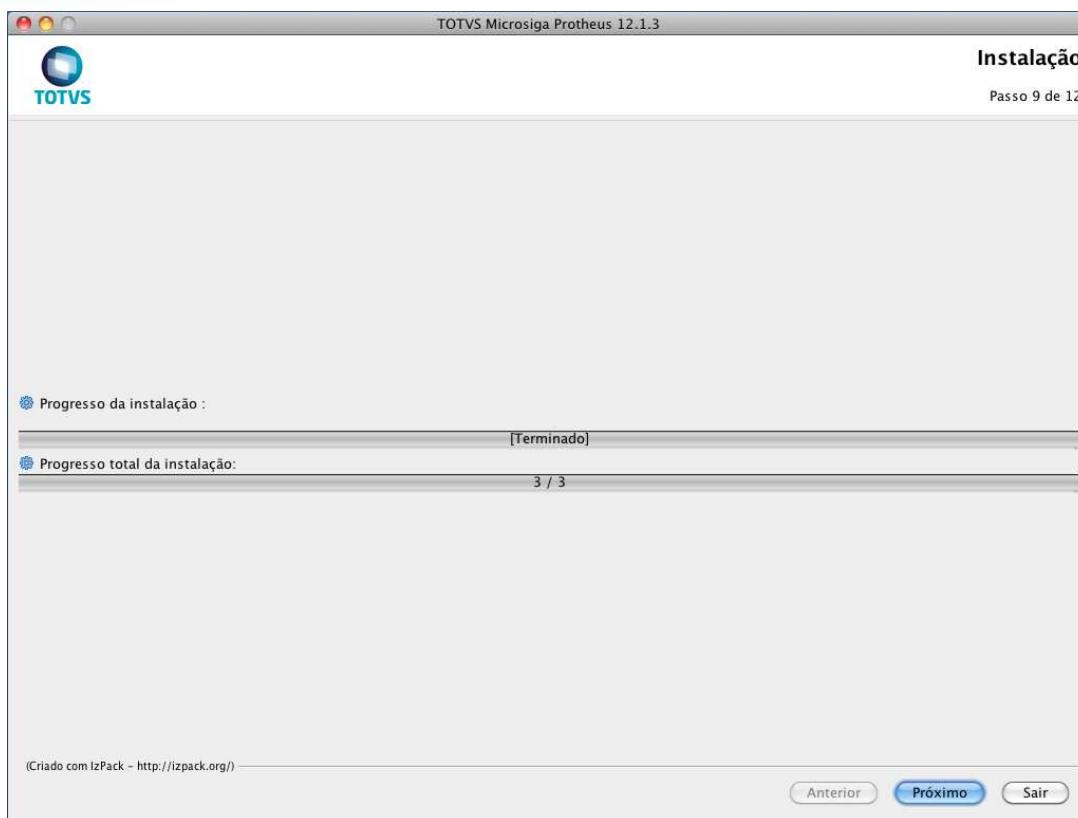 TOTVS Microsiga Protheus 12.1.3
TOTVS
Instalação
Passo 9 de 12
Progresso da instalação :
[Terminado]
Progresso total da instalação:
3 / 3
(Criado com IzPack - http://izpack.org/)
Anterior
Próximo
Sair